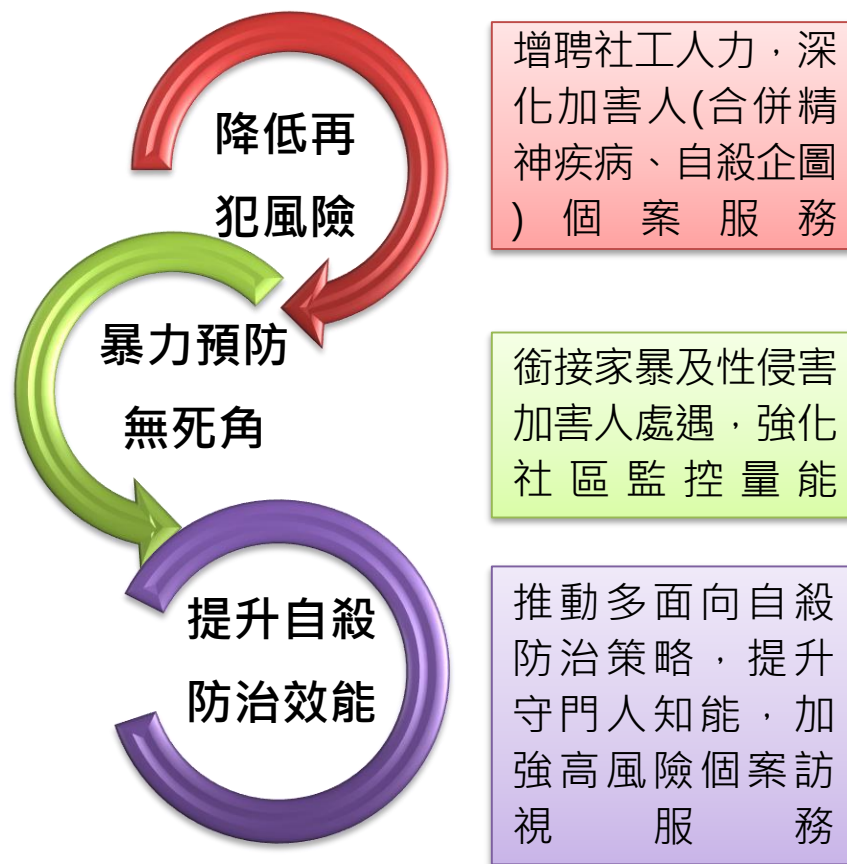 降低再
犯風險
增聘社工人力，深
化加害人(合併精
神疾病、自殺企圖
)個案服務
暴力預防
無死角
銜接家暴及性侵害
加害人處遇，強化
社區監控量能
提升自殺
防治效能
推動多面向自殺
防治策略，提升
守門人知能，加
強高風險個案訪
視服務